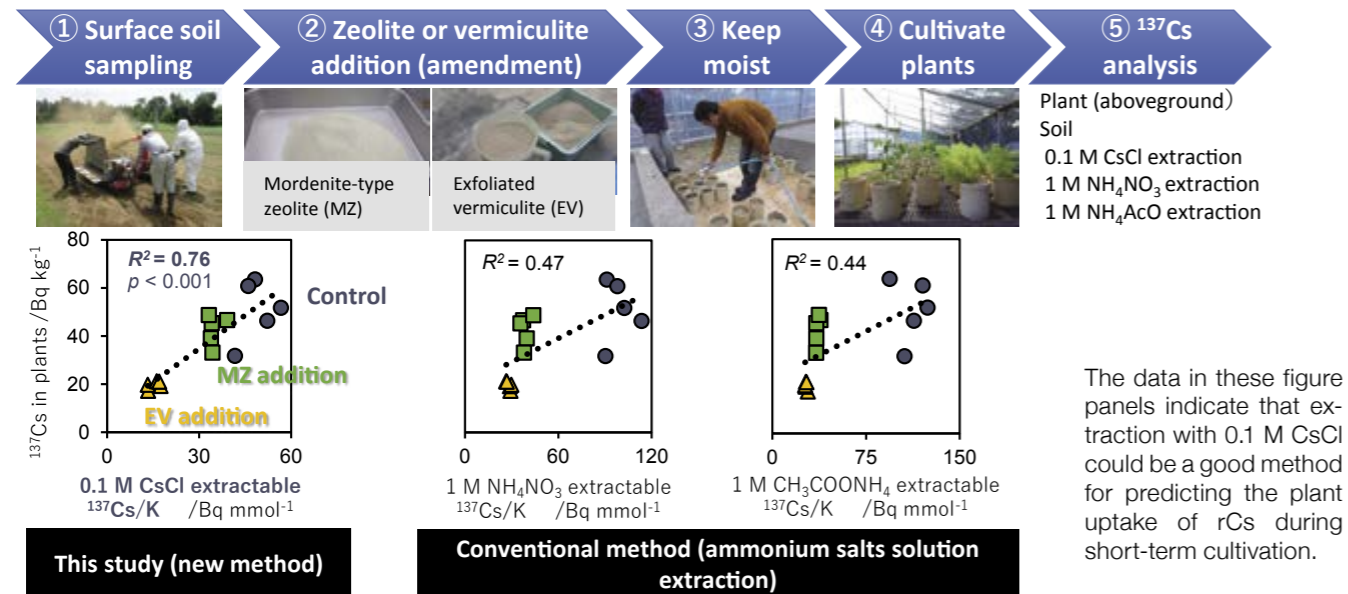 ① Surface soil
sampling
② Zeolite or vermiculite
addition (amendment)
③ Keep
moist
④ Cultivate
plants
⑤ ¹³⁷Cs
analysis
Mordenite-type
zeolite (MZ)
Exfoliated
vermiculite (EV)
Plant (aboveground)
Soil
0.1 M CsCl extraction
1 M NH₄NO₃ extraction
1 M NH₄AcO extraction
¹³⁷Cs in plants /Bq kg⁻¹
80
60
40
20
0
R² = 0.76
p < 0.001
Control
MZ addition
EV addition
0 30 60
0.1 M CsCl extractable
¹³⁷Cs/K /Bq mmol⁻¹
R² = 0.47
0 60 120
1 M NH₄NO₃ extractable
¹³⁷Cs/K /Bq mmol⁻¹
R² = 0.44
0 75 150
1 M CH₃COONH₄ extractable
¹³⁷Cs/K /Bq mmol⁻¹
This study (new method)
Conventional method (ammonium salts solution
extraction)
The data in these figure
panels indicate that ex-
traction with 0.1 M CsCl
could be a good method
for predicting the plant
uptake of rCs during
short-term cultivation.